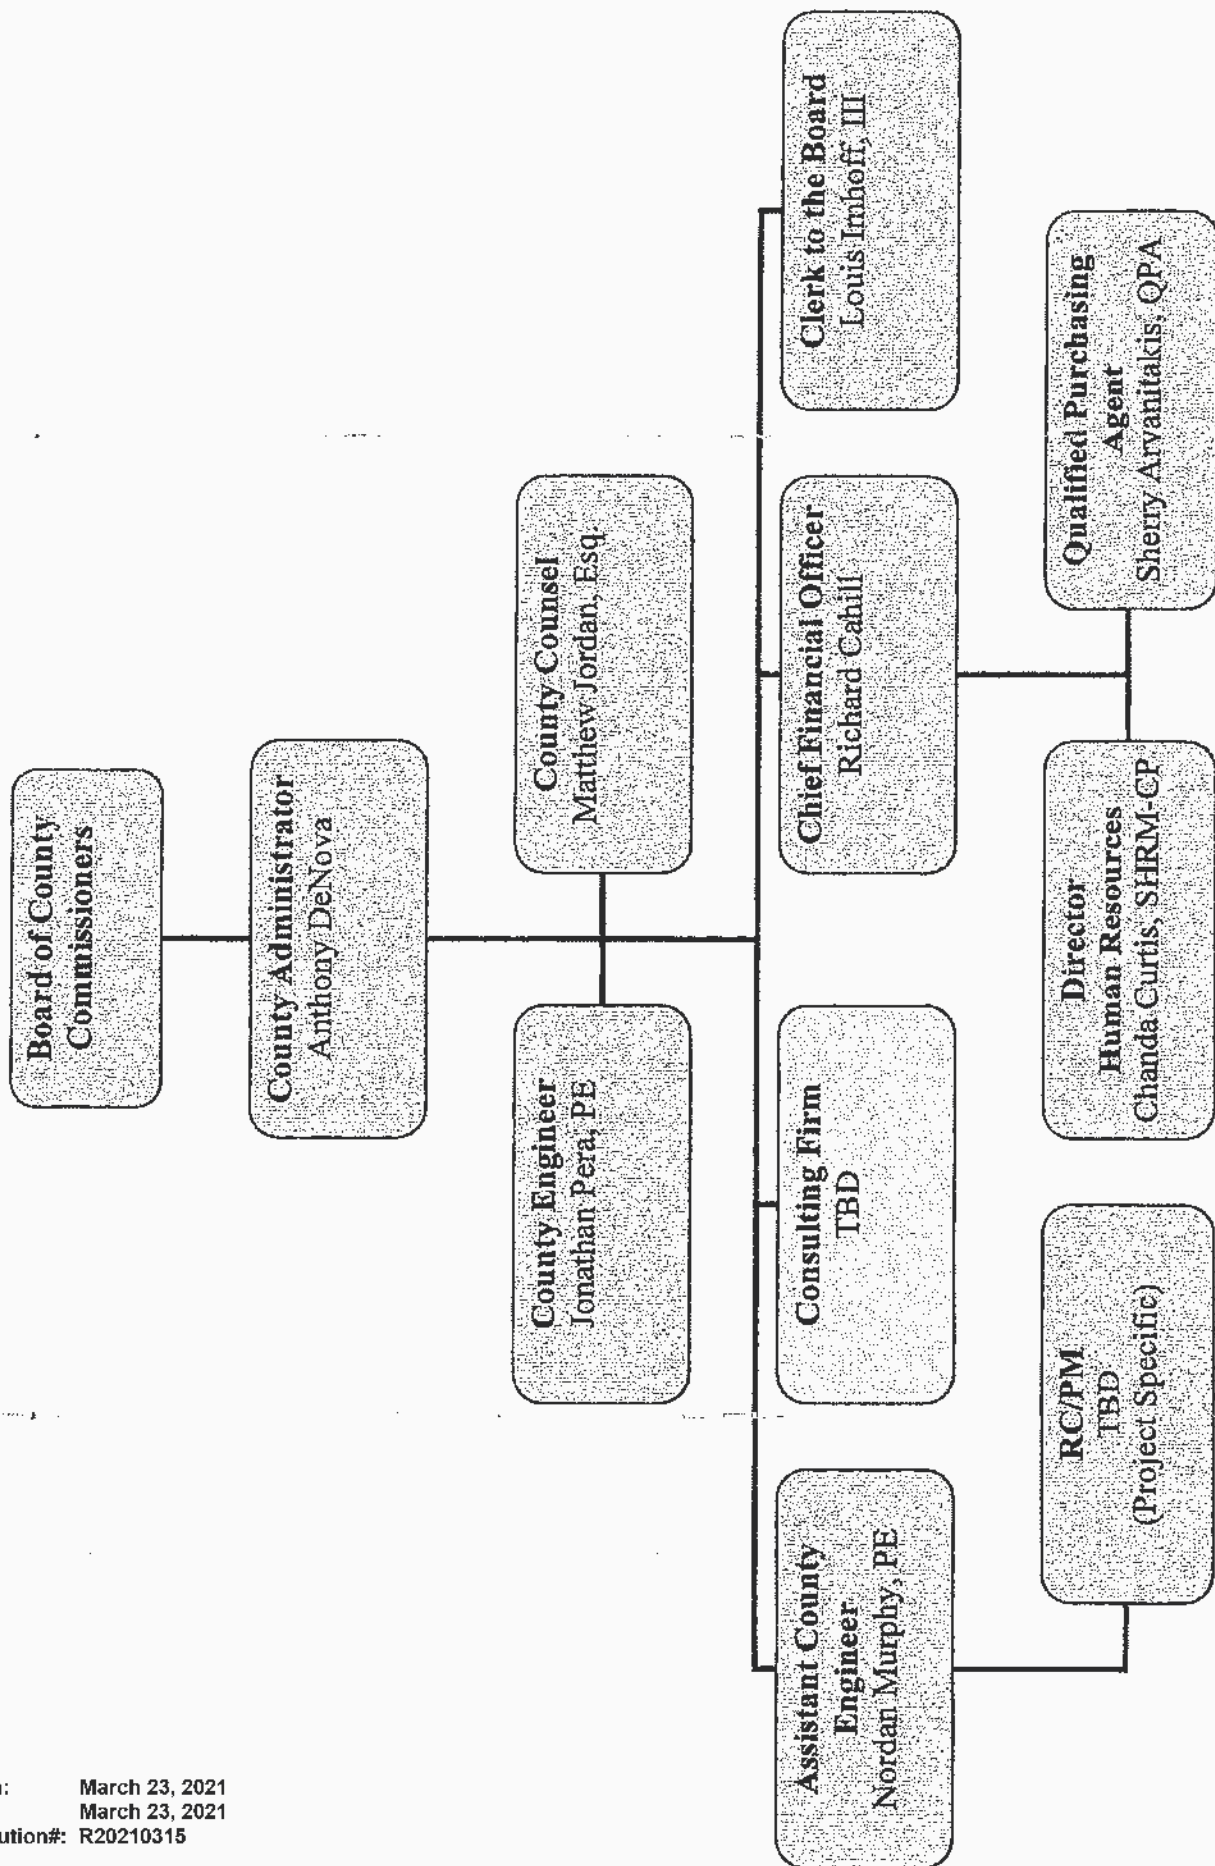 Board of County
Commissioners
County Administrator
Anthony DeNova
County Engineer
Jonathan Pera, PE
County Counsel
Matthew Jordan, Esq.
Assistant County
Engineer
Nordan Murphy, PE
Consulting Firm
TBD
Chief Financial Officer
Richard Cahill
Clerk to the Board
Louis Imhoff, III
RC/PM
TBD
(Project Specific)
Director
Human Resources
Chanda Curtis, SHRM-CP
Qualified Purchasing
Agent
Sherry Arvanitakis, QPA
March 23, 2021
March 23, 2021
ution#: R20210315